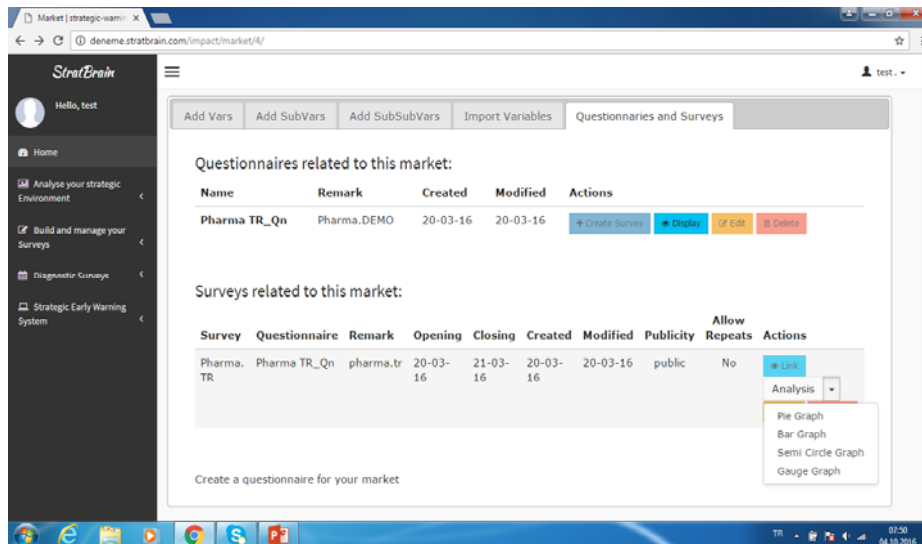 Market | strategic-warnin
deneme.stratbrain.com/impact/market/4/
StratBrain
test .
Hello, test
Home
Analyse your strategic
Environment
Build and manage your
Surveys
Diagnostic Surveys
Strategic Early Warning
System
Add Vars Add SubVars Add SubSubVars Import Variables Questionnaries and Surveys
Questionnaires related to this market:
Name Remark Created Modified Actions
Pharma TR_Qn Pharma.DEMO 20-03-16 20-03-16 + Create Survey Display Edit Delete
Surveys related to this market:
Survey Questionnaire Remark Opening Closing Created Modified Publicity Allow Repeats Actions
Pharma. Pharma TR_Qn pharma.tr 20-03- 21-03- 20-03- 20-03-16 public No Link
TR 16 16 16
Analysis
Pie Graph
Bar Graph
Semi Circle Graph
Gauge Graph
Create a questionnaire for your market
TR 07:50
04.10.2016